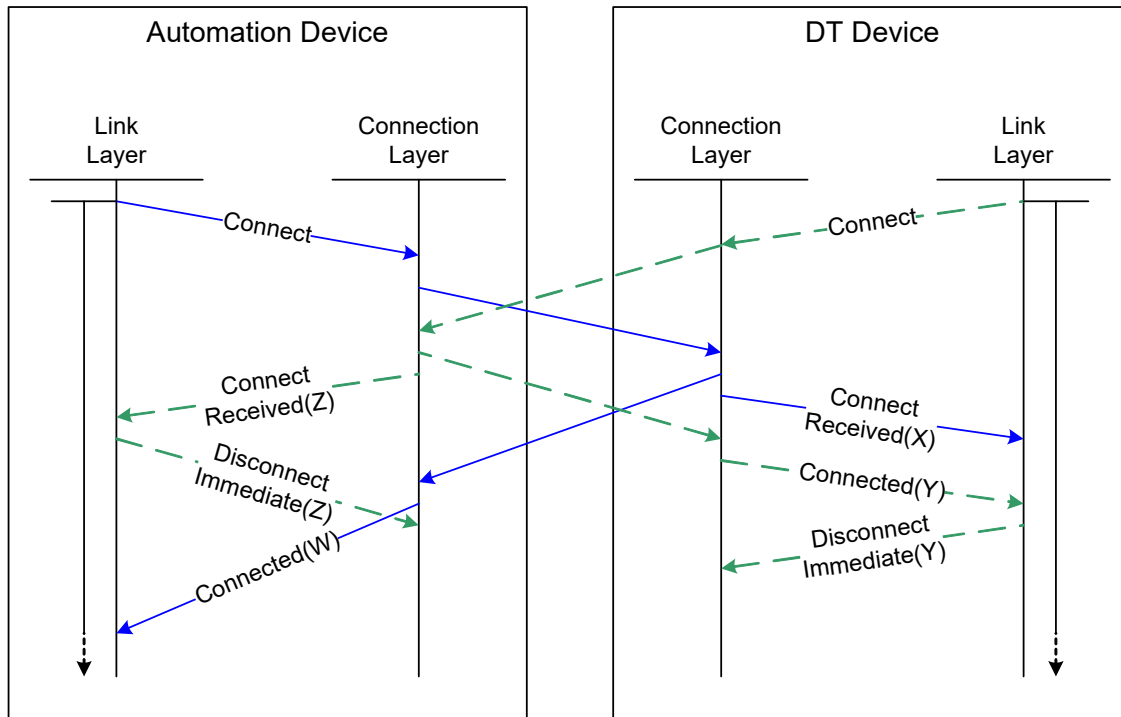 Automation Device
DT Device
Link
Layer
Connection
Layer
Connection
Layer
Link
Layer
Connect
Connect
Connect
Received(Z)
Connect
Received(X)
Disconnect
Immediate(Z)
Connected(Y)
Disconnect
Immediate(Y)
Connected(W)